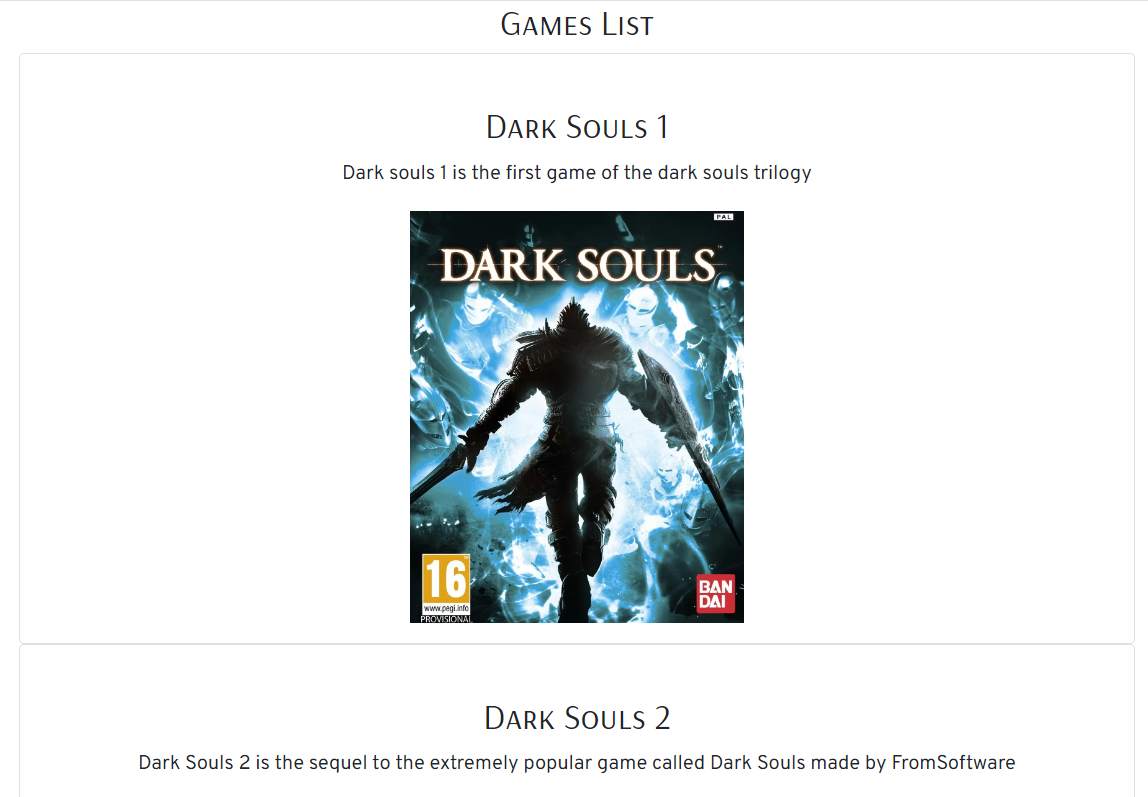 Games List
Dark Souls 1
Dark souls 1 is the first game of the dark souls trilogy
PAL
DARK SOULS™
16
www.pegi.info
PROVISIONAL
BAN
DAI
Dark Souls 2
Dark Souls 2 is the sequel to the extremely popular game called Dark Souls made by FromSoftware